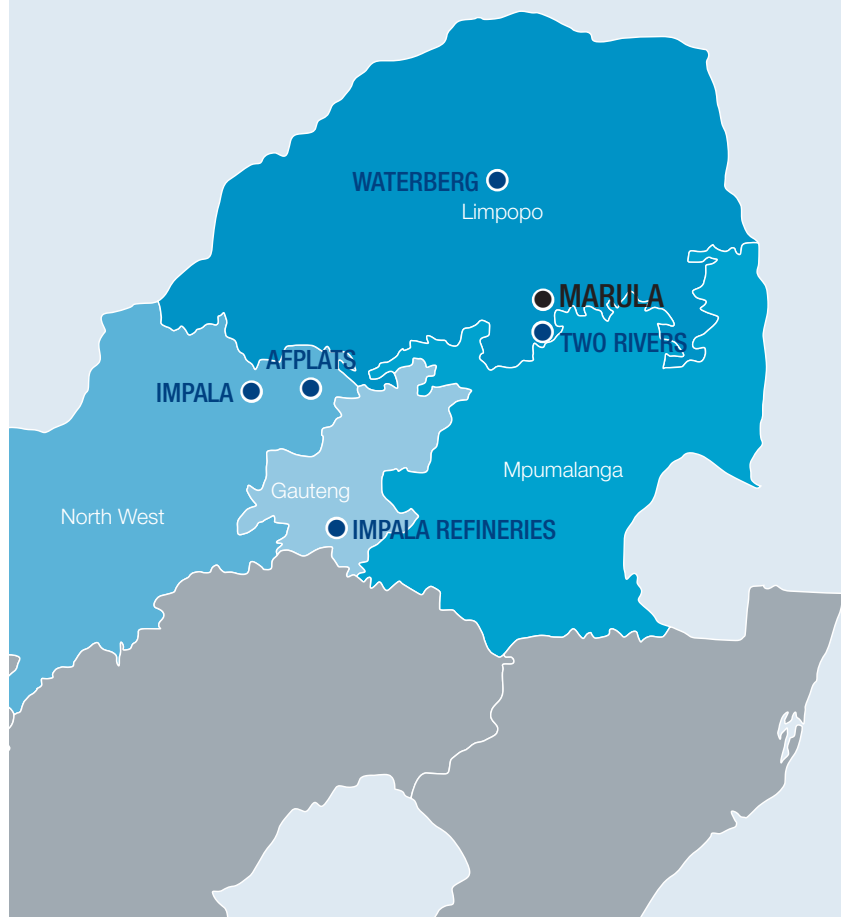 WATERBERG
Limpopo
MARULA
TWO RIVERS
AFPLATS
IMPALA
Mpumalanga
Gauteng
North West
IMPALA REFINERIES